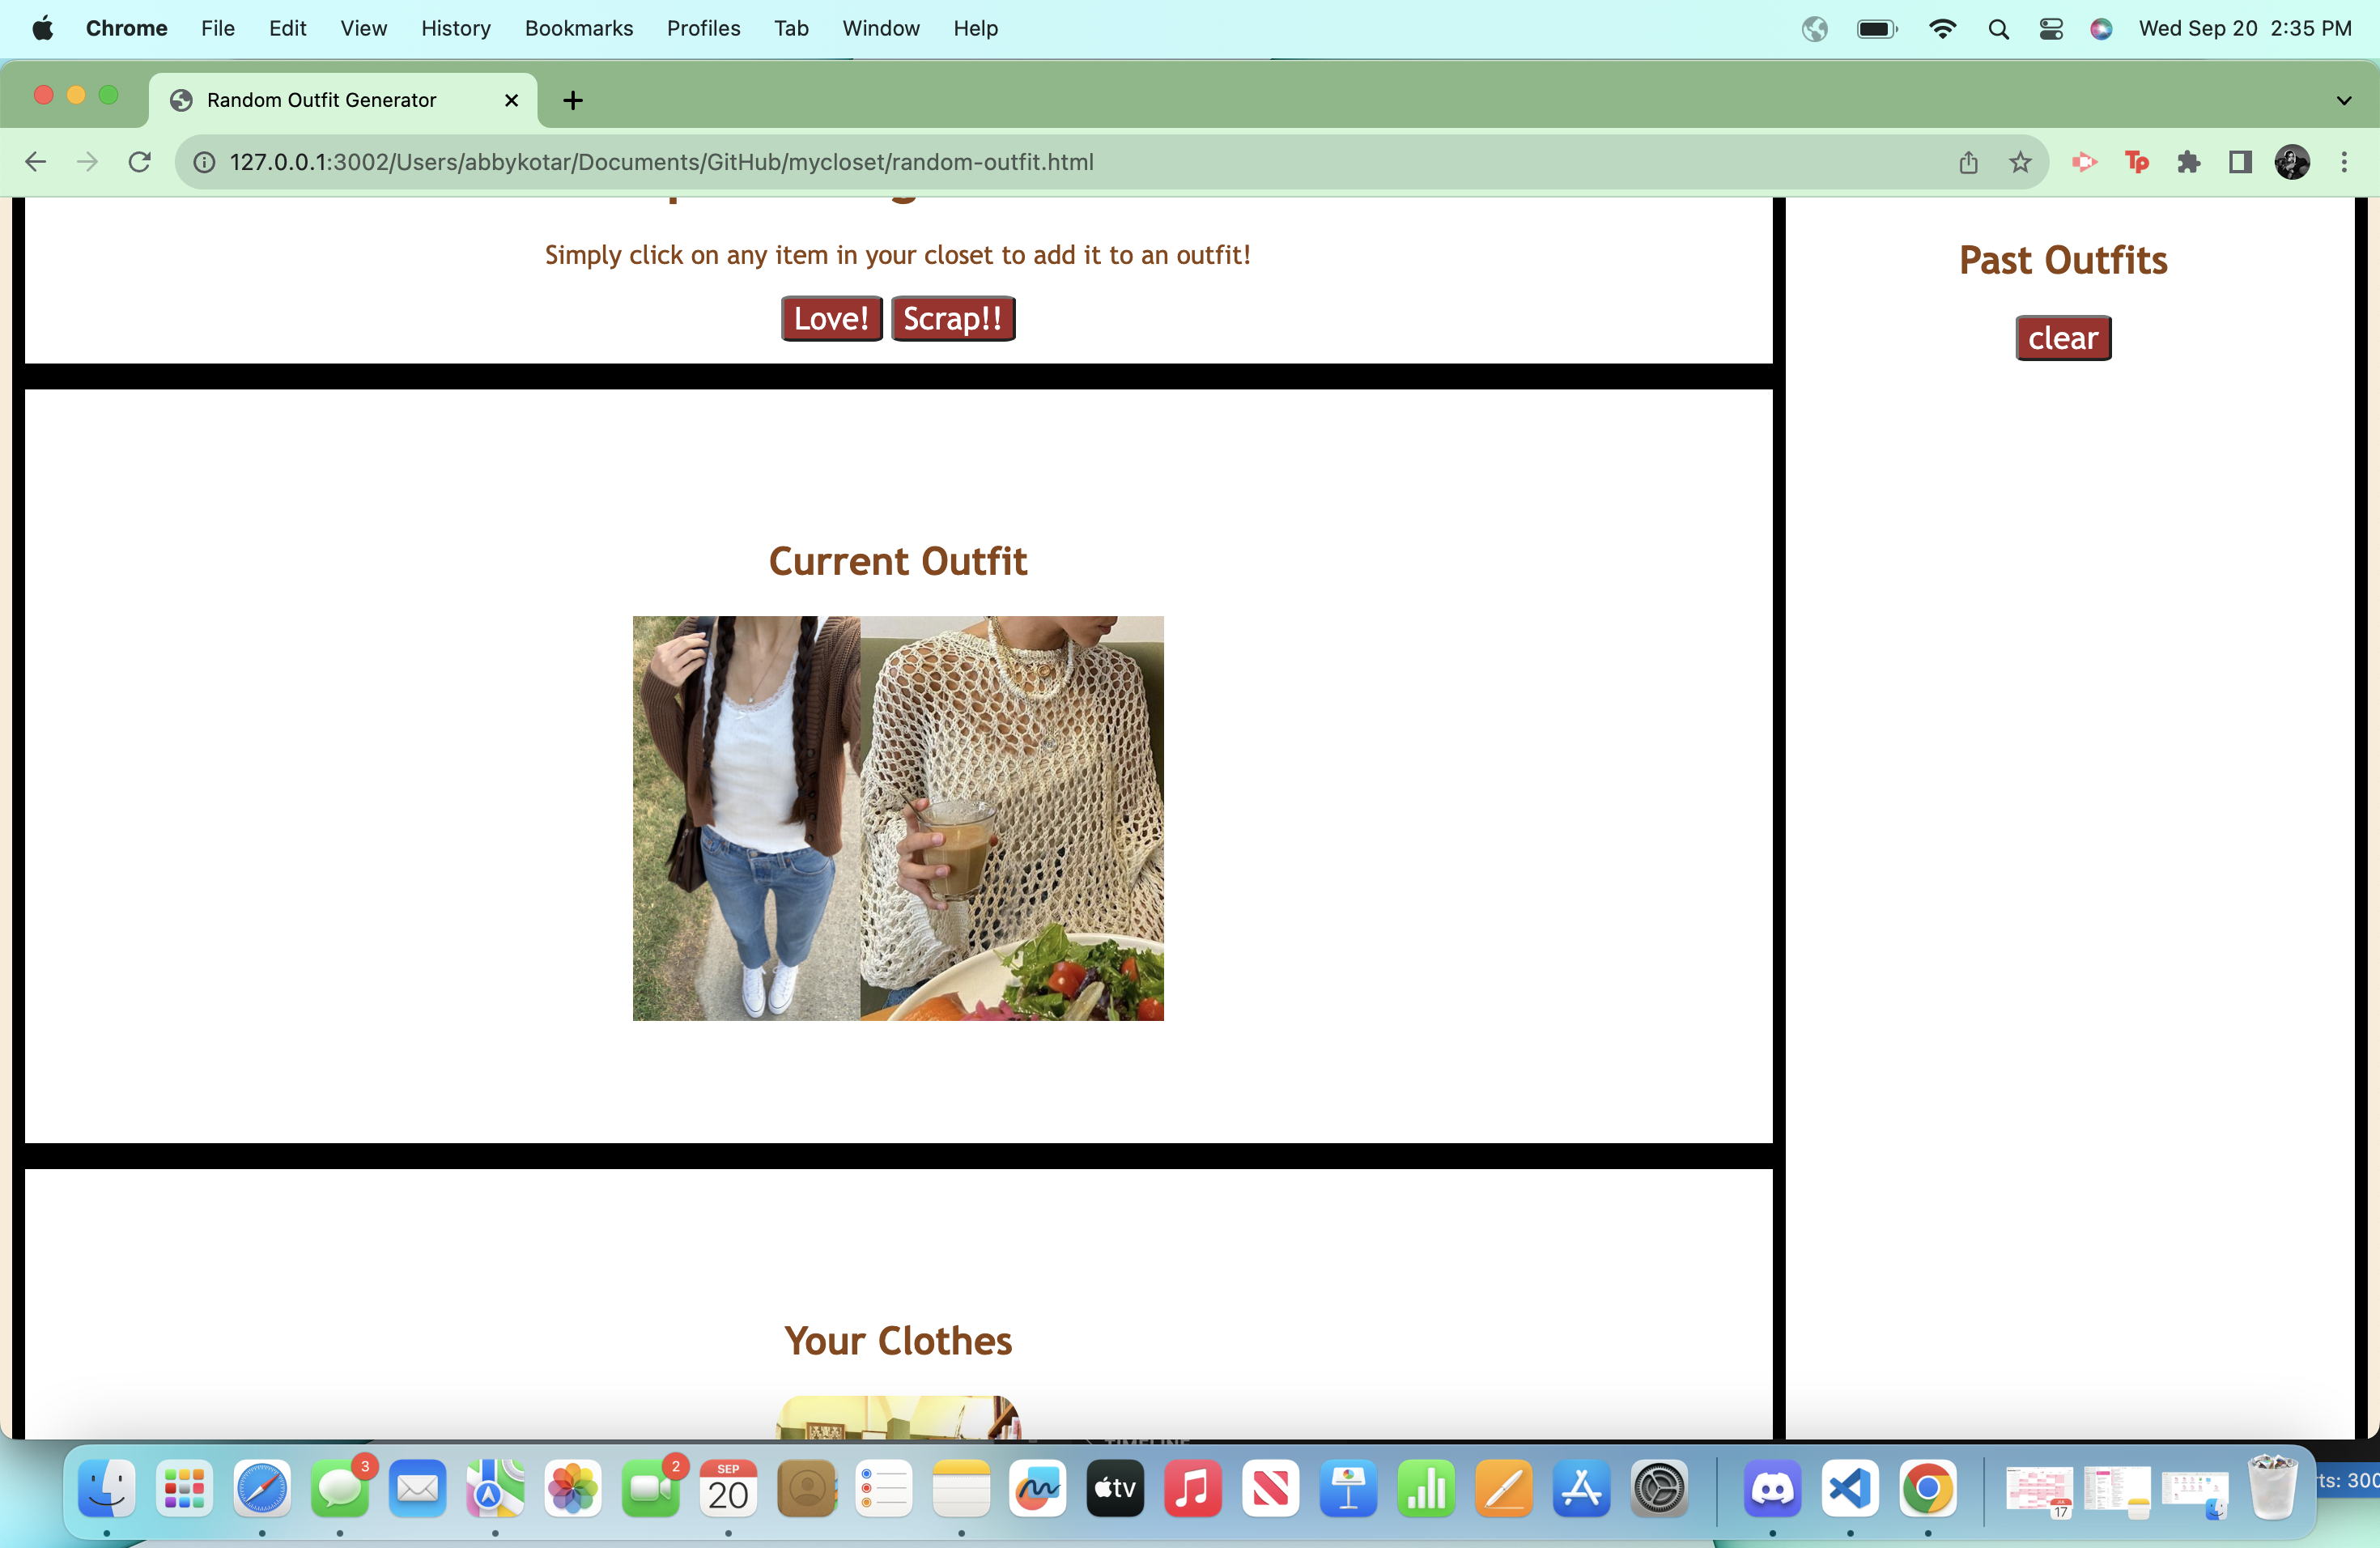 Chrome File Edit View History Bookmarks Profiles Tab Window Help Wed Sep 20 2:35 PM
Random Outfit Generator
127.0.0.1:3002/Users/abbykotar/Documents/GitHub/mycloset/random-outfit.html
Tp
Simply click on any item in your closet to add it to an outfit!
Love! Scrap!!
Past Outfits
clear
Current Outfit
Your Clothes
3
2
SEP
20
tv
17
ts: 300